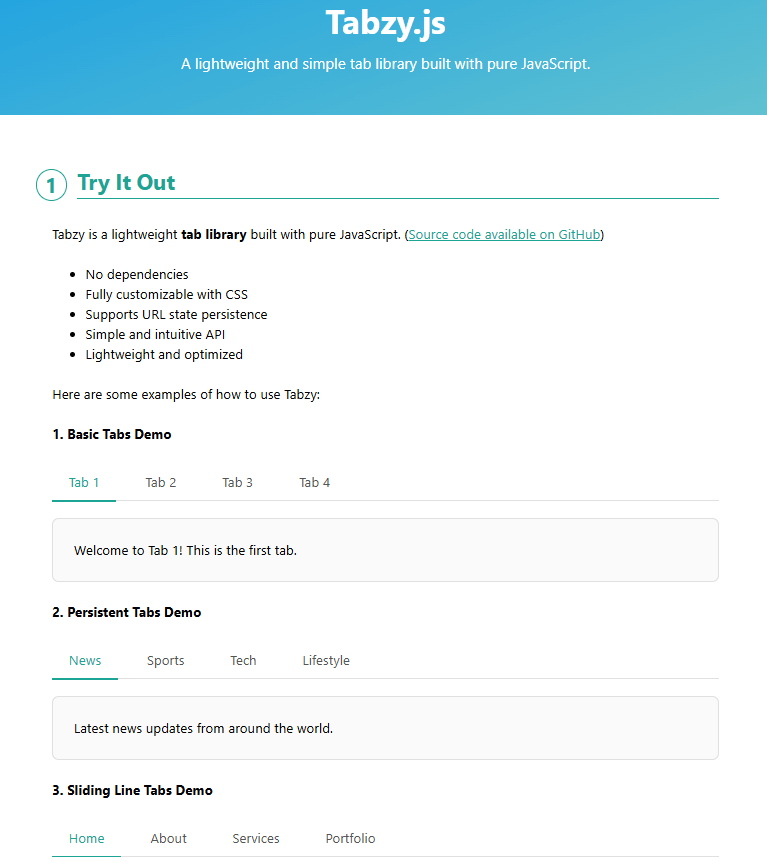 Tabzy.js
A lightweight and simple tab library built with pure JavaScript.
1 Try It Out
Tabzy is a lightweight tab library built with pure JavaScript. (Source code available on GitHub)
No dependencies
Fully customizable with CSS
Supports URL state persistence
Simple and intuitive API
Lightweight and optimized
Here are some examples of how to use Tabzy:
1. Basic Tabs Demo
Tab 1 Tab 2 Tab 3 Tab 4
Welcome to Tab 1! This is the first tab.
2. Persistent Tabs Demo
News Sports Tech Lifestyle
Latest news updates from around the world.
3. Sliding Line Tabs Demo
Home About Services Portfolio